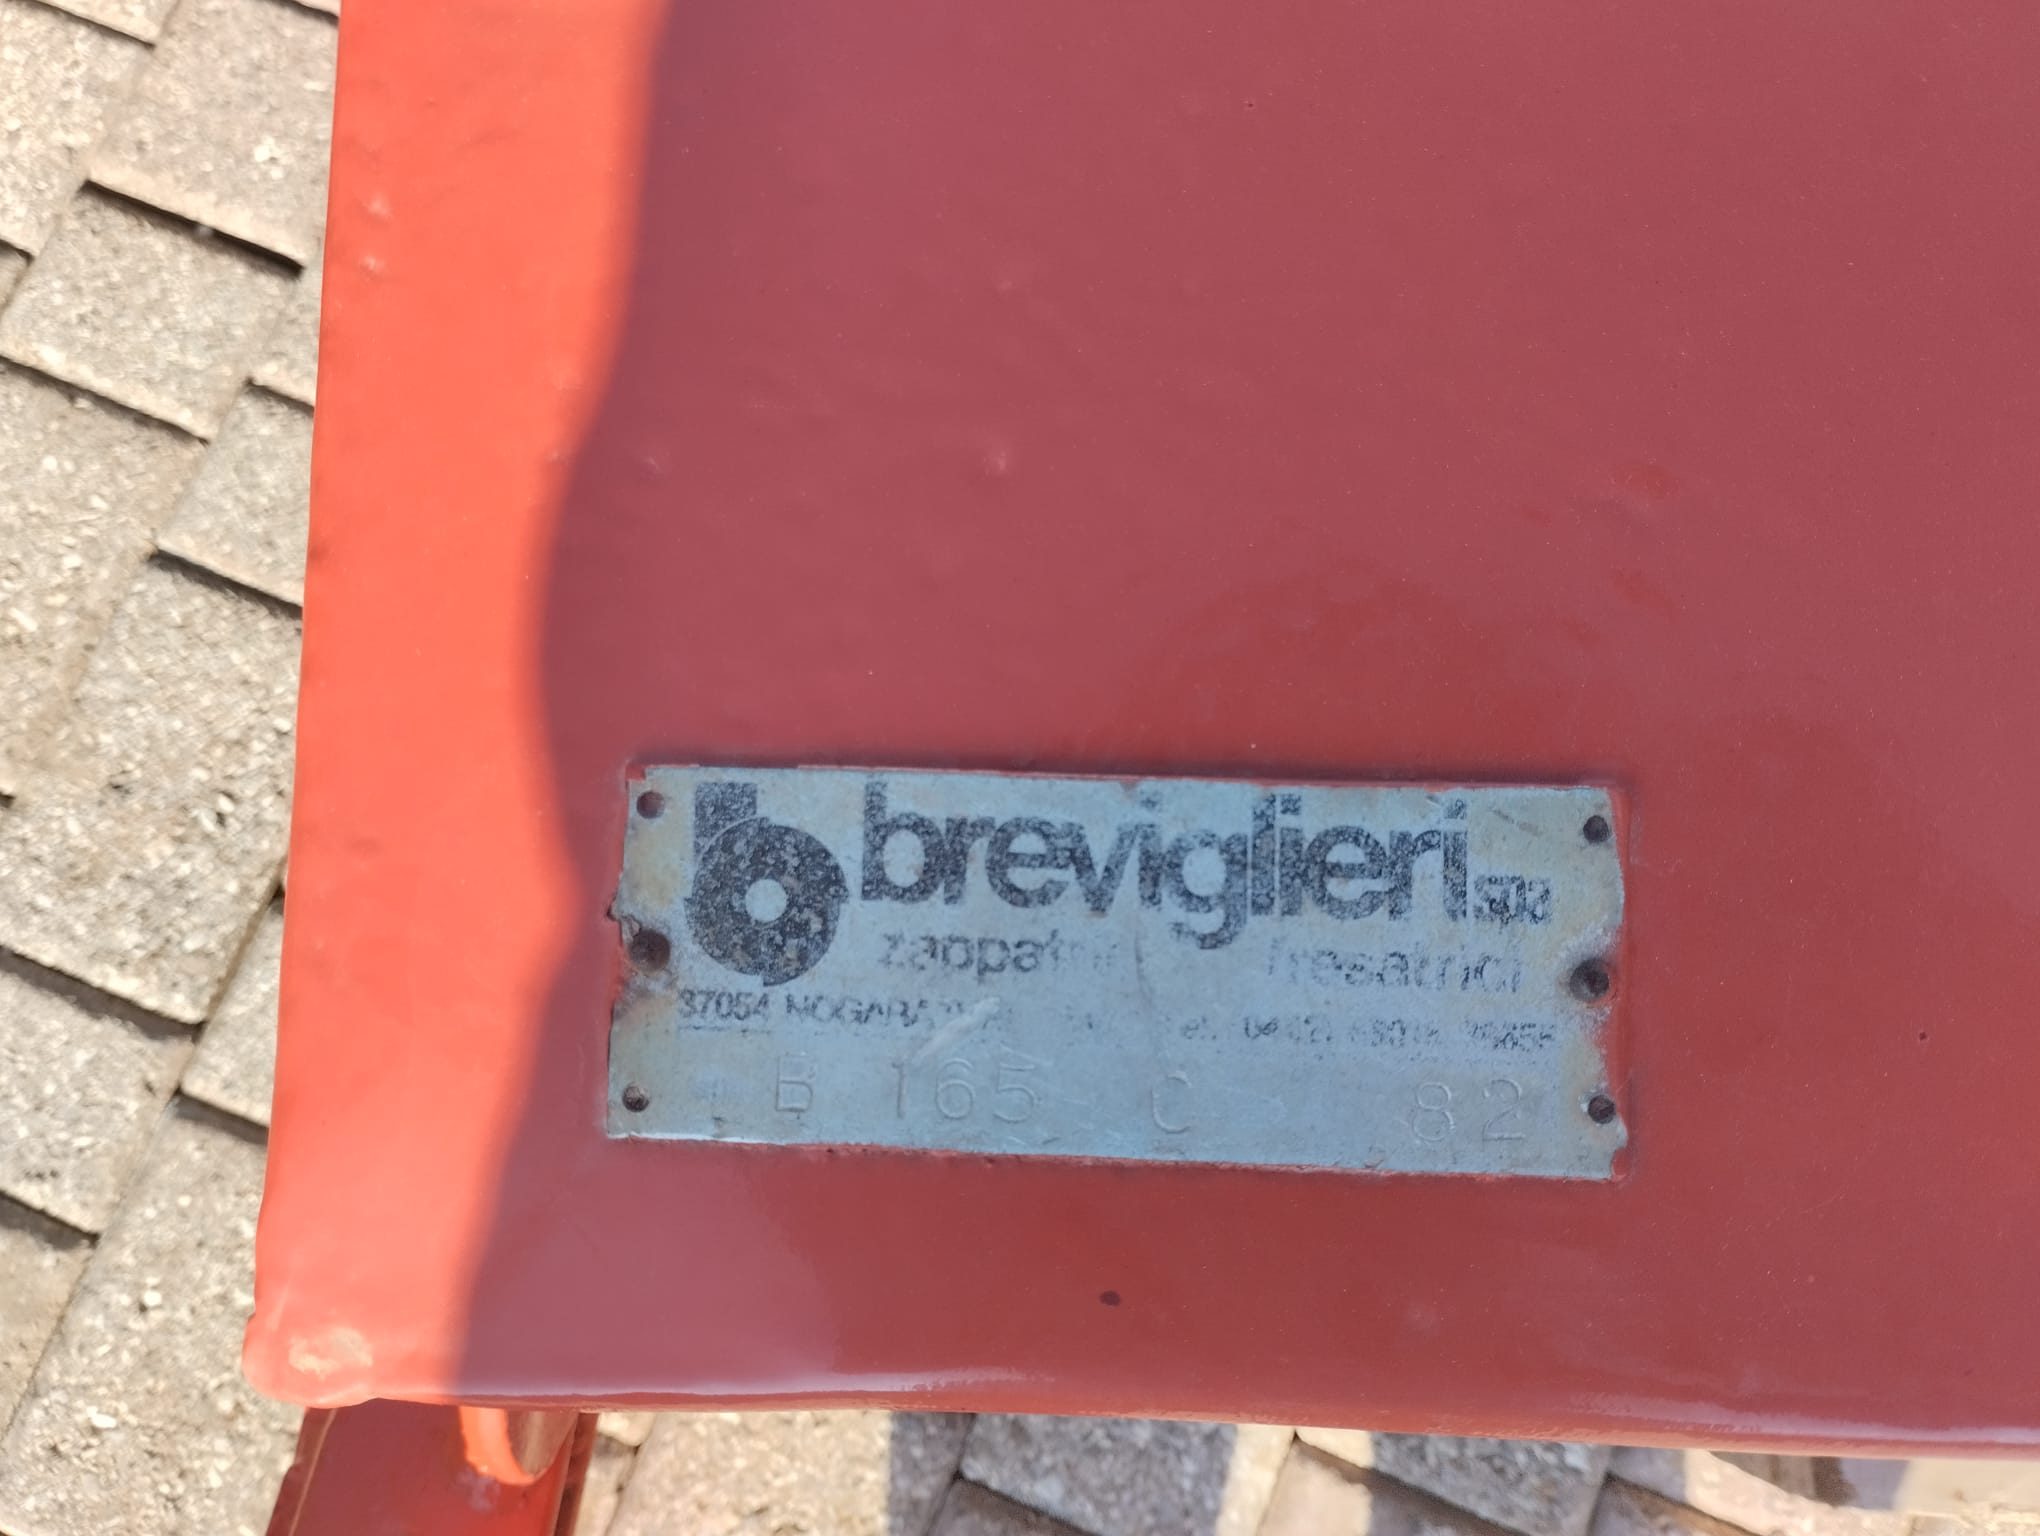 breviglieri spa
zappatrici fresatrici
37054 NOGARA
B 165 C 82